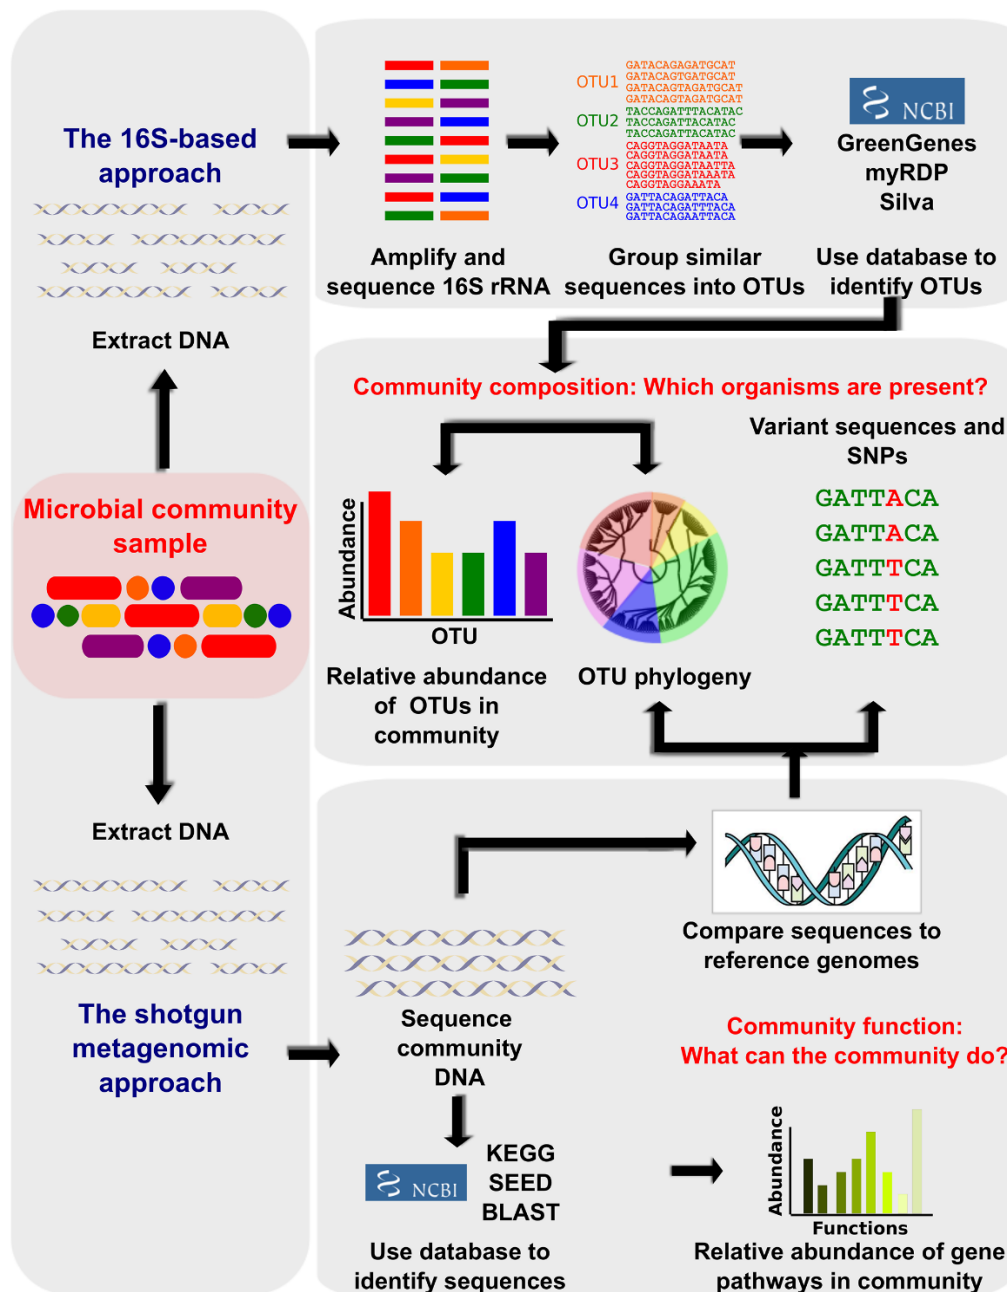 The 16S-based
approach
Extract DNA
Microbial community
sample
Extract DNA
The shotgun
metagenomic
approach
Amplify and
sequence 16S rRNA
OTU1
GATACAGAGATGCAT
GATACAGTGATGCAT
GATACAGTAGATGCAT
GATACAGTAGATGCAT
OTU2
TACCAGATTTACATAC
TACCAGATTACATAC
TACCAGATTACATAC
OTU3
CAGGTAGGATAATA
CAGGTAGGATAATA
CAGGTAGGATAATTA
CAGGTAGGATAAATA
CAGGTAGGAAATA
OTU4
GATTACAGATTACA
GATTACAGATTTACA
GATTACAGAATTACA
Group similar
sequences into OTUs
NCBI
GreenGenes
myRDP
Silva
Use database to
identify OTUs
Community composition: Which organisms are present?
Abundance
OTU
Relative abundance
of OTUs in
community
OTU phylogeny
Variant sequences and
SNPs
GATTACA
GATTACA
GATTTCA
GATTTCA
GATTTCA
Compare sequences to
reference genomes
Sequence
community
DNA
NCBI
KEGG
SEED
BLAST
Use database to
identify sequences
Community function:
What can the community do?
Abundance
Functions
Relative abundance of gene
pathways in community